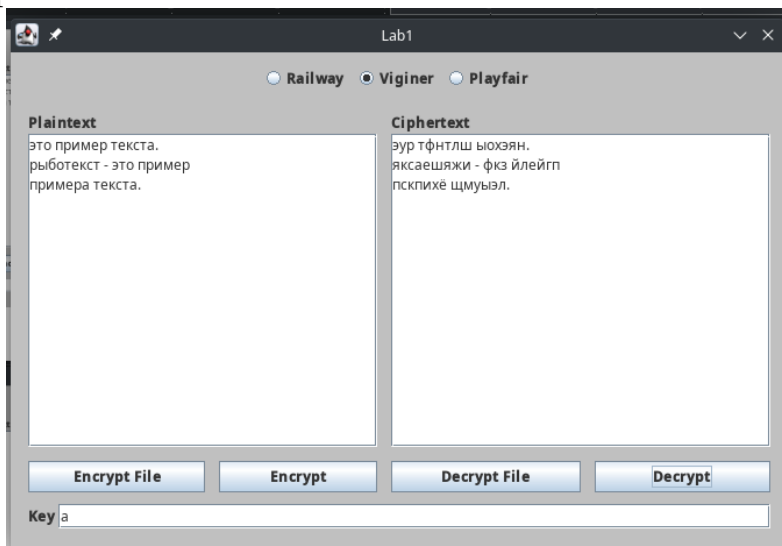 Lab1
Railway Viginer Playfair
Plaintext
Ciphertext
это пример текста.
рыботекст - это пример
примера текста.
эур тфнтлш ыохэян.
яксаешяжи - фкз йлейгп
пскпихё щмуыэл.
Encrypt File
Encrypt
Decrypt File
Decrypt
Key a